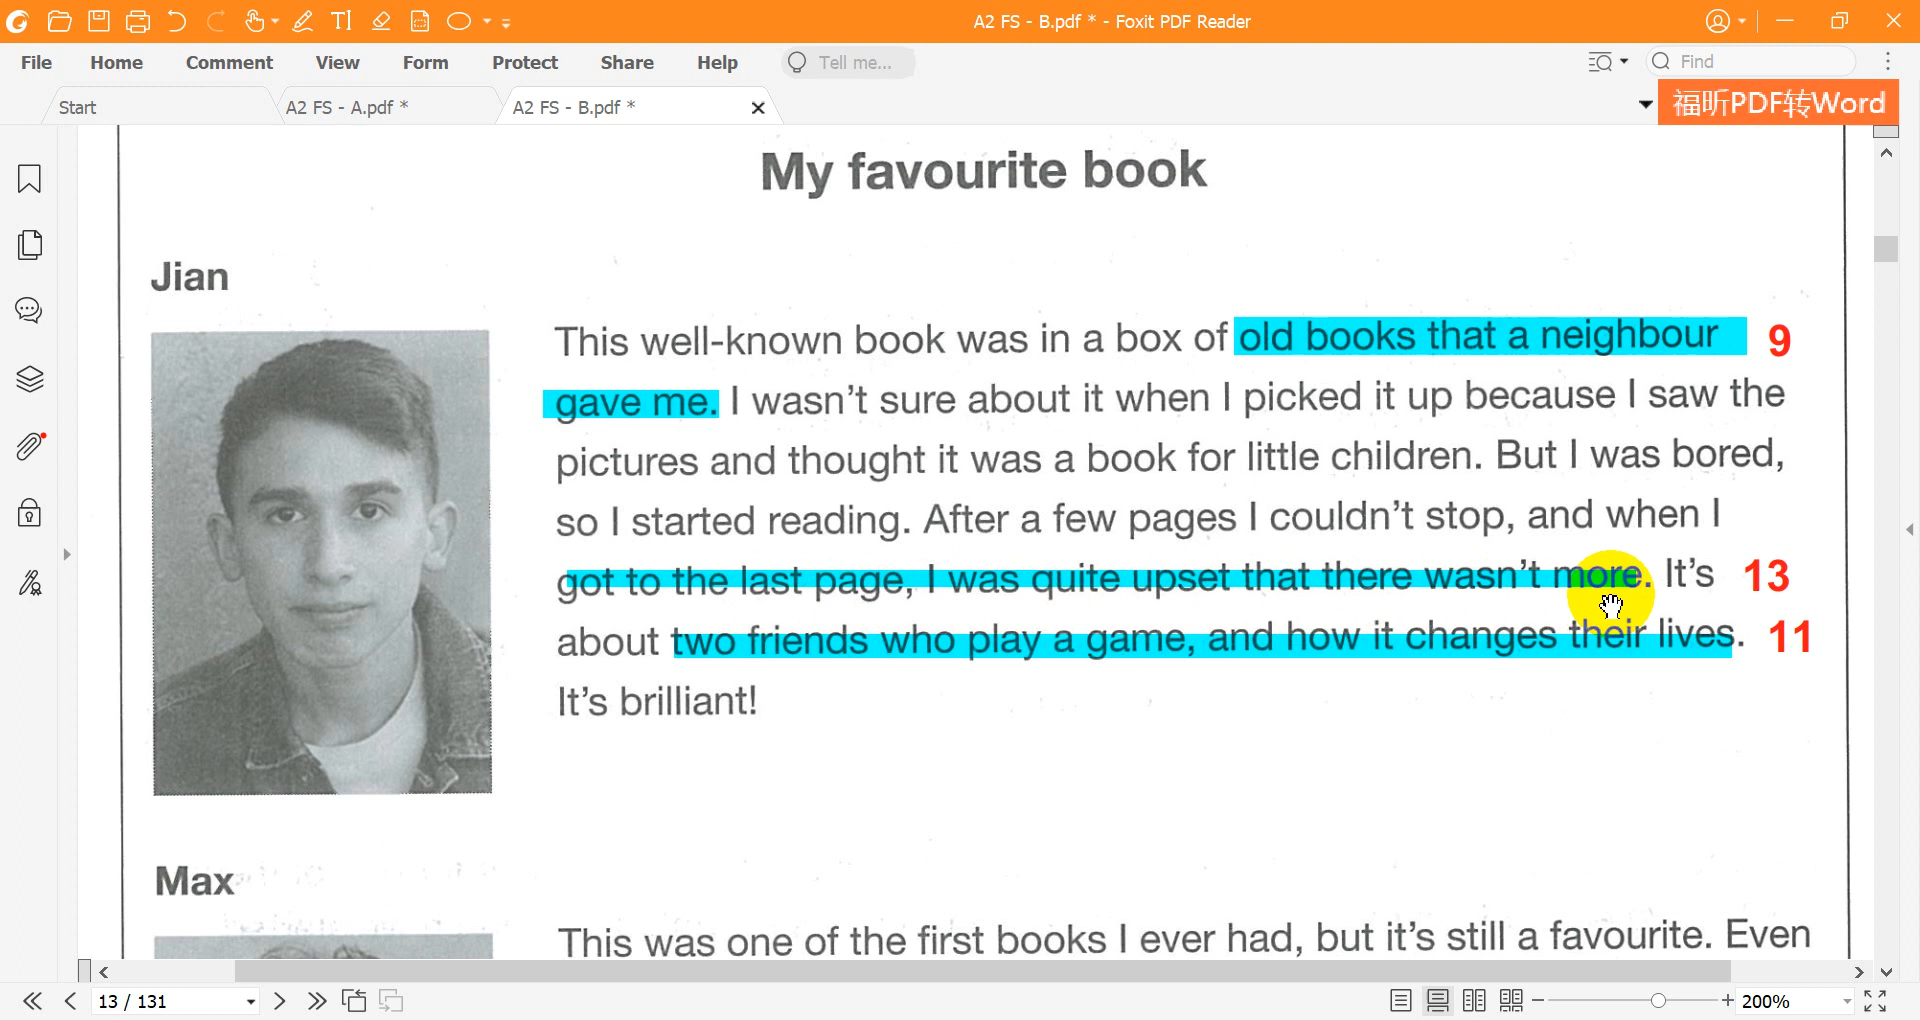 A2 FS - B.pdf * - Foxit PDF Reader
File Home Comment View Form Protect Share Help Tell me... Find
Start A2 FS - A.pdf * A2 FS - B.pdf * 福昕PDF转Word
My favourite book
Jian
This well-known book was in a box of old books that a neighbour 9
gave me. I wasn't sure about it when I picked it up because I saw the
pictures and thought it was a book for little children. But I was bored,
so I started reading. After a few pages I couldn't stop, and when I
got to the last page, I was quite upset that there wasn't more. It's 13
about two friends who play a game, and how it changes their lives. 11
It's brilliant!
Max
This was one of the first books I ever had, but it's still a favourite. Even
13 / 131 200%